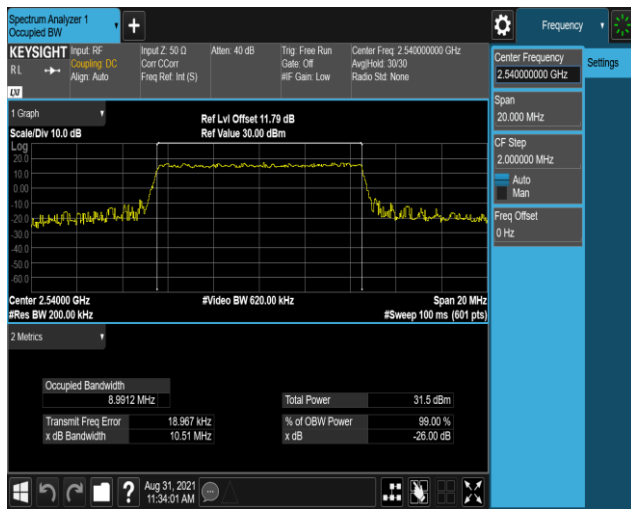 Spectrum Analyzer 1
Occupied BW
Frequency
KEYSIGHT Input: RF
Coupling: DC
Align: Auto
RL
LXI
Input Z: 50 Ω
Corr CCorr
Freq Ref: Int (S)
Atten: 40 dB
Trig: Free Run
Gate: Off
#IF Gain: Low
Center Freq: 2.540000000 GHz
Avg|Hold: 30/30
Radio Std: None
Center Frequency
2.540000000 GHz
Settings
Span
20.000 MHz
CF Step
2.000000 MHz
Auto
Man
Freq Offset
0 Hz
1 Graph
Scale/Div 10.0 dB
Ref Lvl Offset 11.79 dB
Ref Value 30.00 dBm
Log
20.0
10.0
0.00
-10.0
-20.0
-30.0
-40.0
-50.0
-60.0
Center 2.54000 GHz
#Res BW 200.00 kHz
#Video BW 620.00 kHz
Span 20 MHz
#Sweep 100 ms (601 pts)
2 Metrics
Occupied Bandwidth
8.9912 MHz
Total Power 31.5 dBm
Transmit Freq Error 18.967 kHz
% of OBW Power 99.00 %
x dB Bandwidth 10.51 MHz
x dB -26.00 dB
Aug 31, 2021
11:34:01 AM